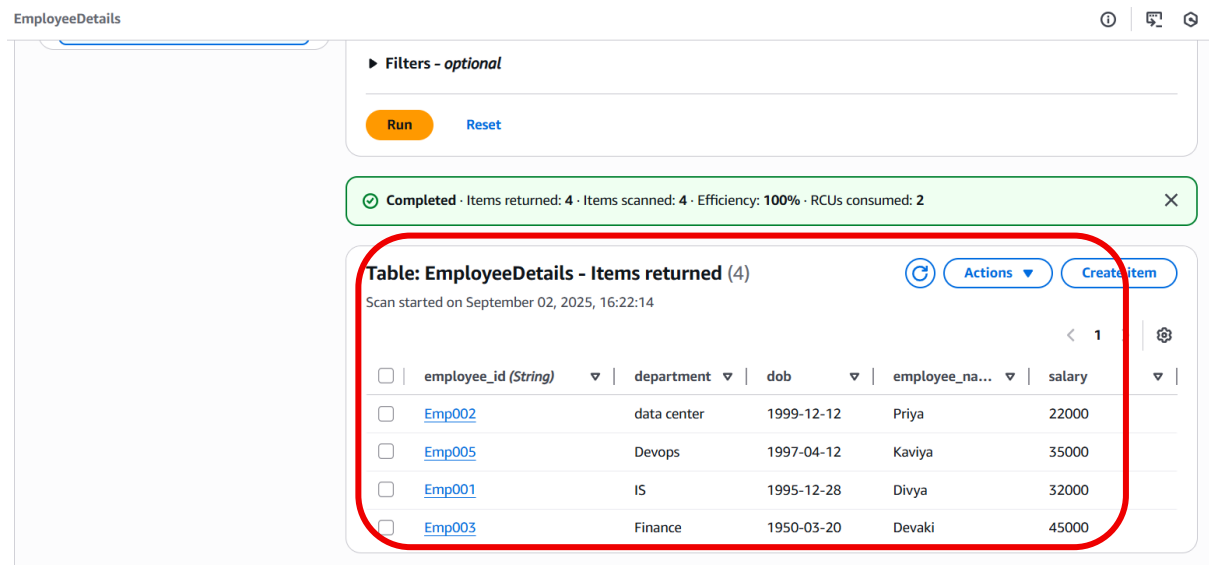 EmployeeDetails
Filters - optional
Run Reset
Completed · Items returned: 4 · Items scanned: 4 · Efficiency: 100% · RCUs consumed: 2
Table: EmployeeDetails - Items returned (4)
Actions Create item
Scan started on September 02, 2025, 16:22:14
1
employee_id (String) department dob employee_na... salary
Emp002 data center 1999-12-12 Priya 22000
Emp005 Devops 1997-04-12 Kaviya 35000
Emp001 IS 1995-12-28 Divya 32000
Emp003 Finance 1950-03-20 Devaki 45000